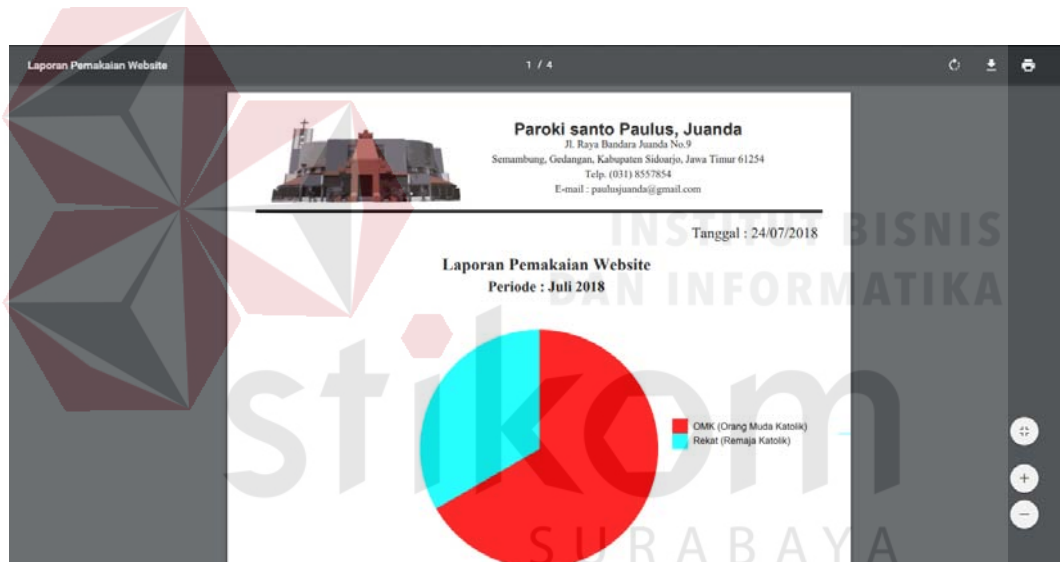 Laporan Pemakaian Website
1 / 4
Paroki santo Paulus, Juanda
Jl. Raya Bandara Juanda No.9
Semambung, Gedangan, Kabupaten Sidoarjo, Jawa Timur 61254
Telp. (031) 8557854
E-mail : paulusjuanda@gmail.com
Tanggal : 24/07/2018
Laporan Pemakaian Website
Periode : Juli 2018
OMK (Orang Muda Katolik)
Rekat (Remaja Katolik)
INSTITUT BISNIS
DAN INFORMATIKA
stikom
SURABAYA